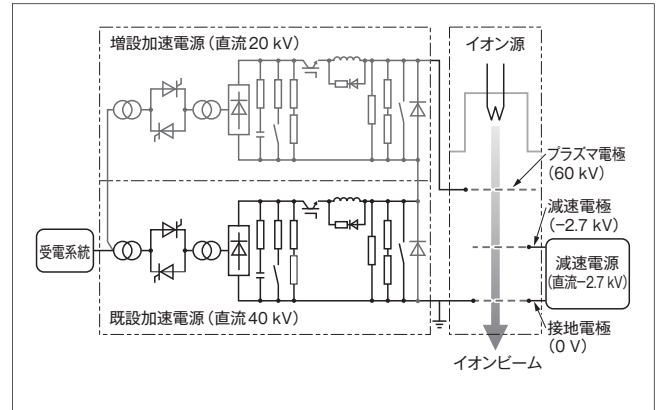 増設加速電源（直流20 kV）
イオン源
プラズマ電極
（60 kV）
減速電極
（−2.7 kV）
受電系統
減速電源
（直流−2.7 kV）
既設加速電源（直流40 kV）
接地電極
（0 V）
イオンビーム